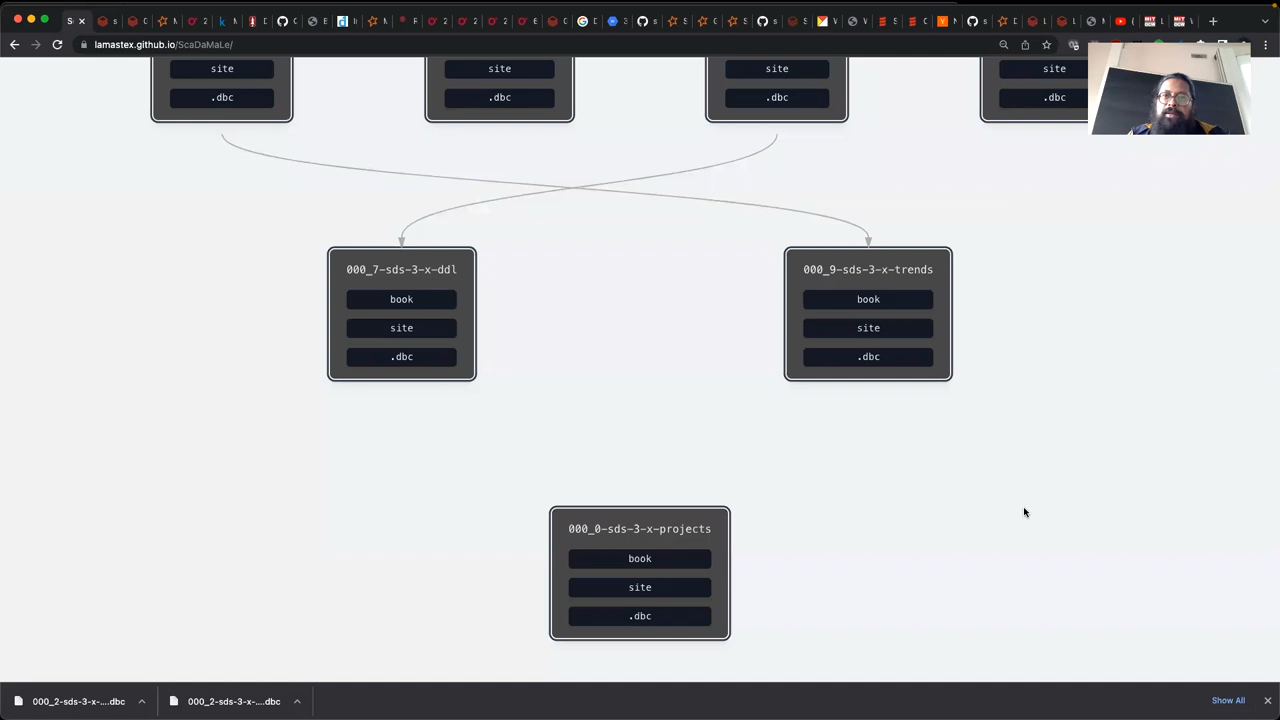 lamastex.github.io/ScaDaMaLe/
site
site
site
site
.dbc
.dbc
.dbc
.dbc
000_7-sds-3-x-ddl
book
site
.dbc
000_9-sds-3-x-trends
book
site
.dbc
000_0-sds-3-x-projects
book
site
.dbc
000_2-sds-3-x-....dbc
000_2-sds-3-x-....dbc
Show All